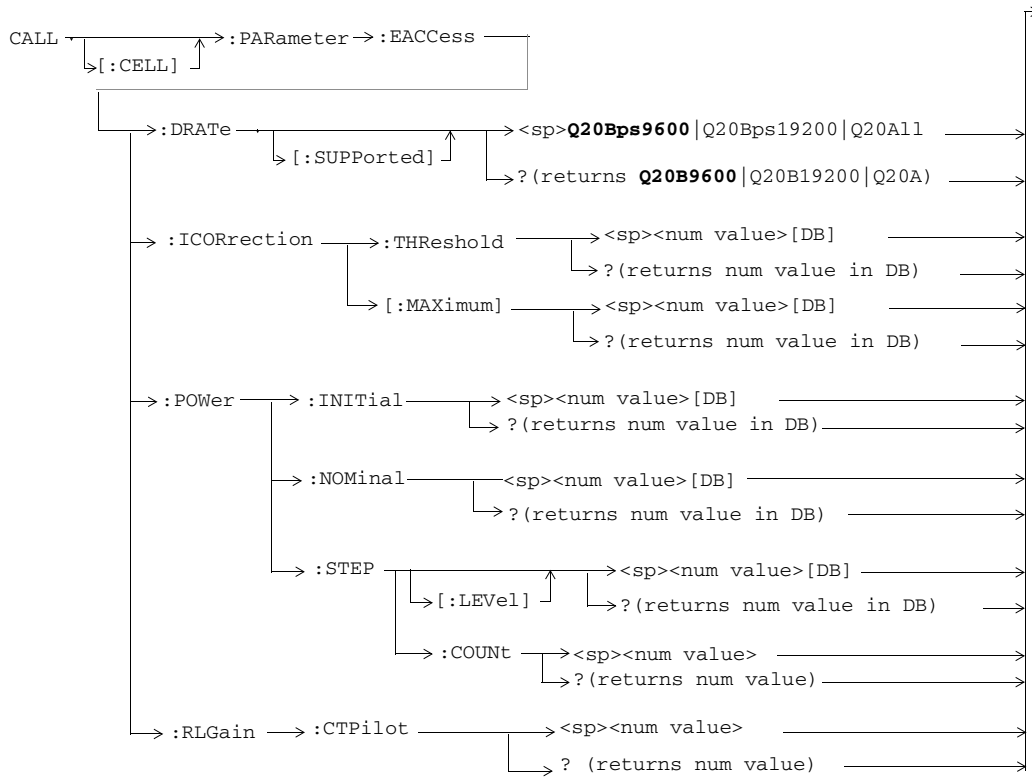 CALL :PARameter :EACCess
[:CELL]
:DRATe <sp>Q20Bps9600|Q20Bps19200|Q20All
[:SUPPorted]
?(returns Q20B9600|Q20B19200|Q20A)
:ICORrection :THReshold <sp><num value>[DB]
?(returns num value in DB)
[:MAXimum] <sp><num value>[DB]
?(returns num value in DB)
:POWer :INITial <sp><num value>[DB]
?(returns num value in DB)
:NOMinal <sp><num value>[DB]
?(returns num value in DB)
:STEP <sp><num value>[DB]
[:LEVel] ?(returns num value in DB)
:COUNt <sp><num value>
?(returns num value)
:RLGain :CTPilot <sp><num value>
? (returns num value)